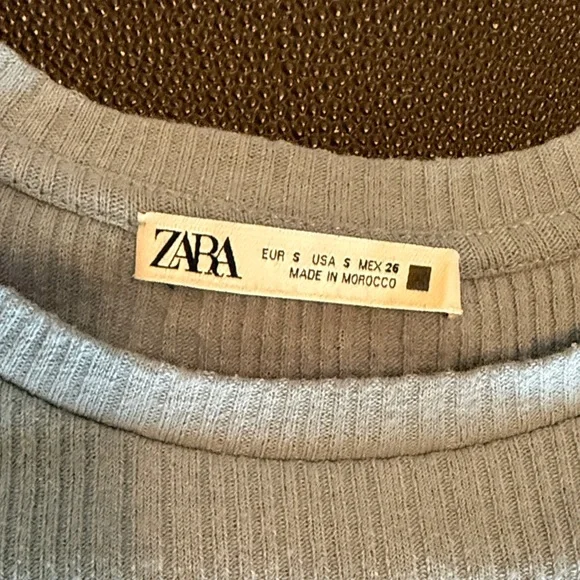 ZARA
EUR S USA S MEX 26
MADE IN MOROCCO